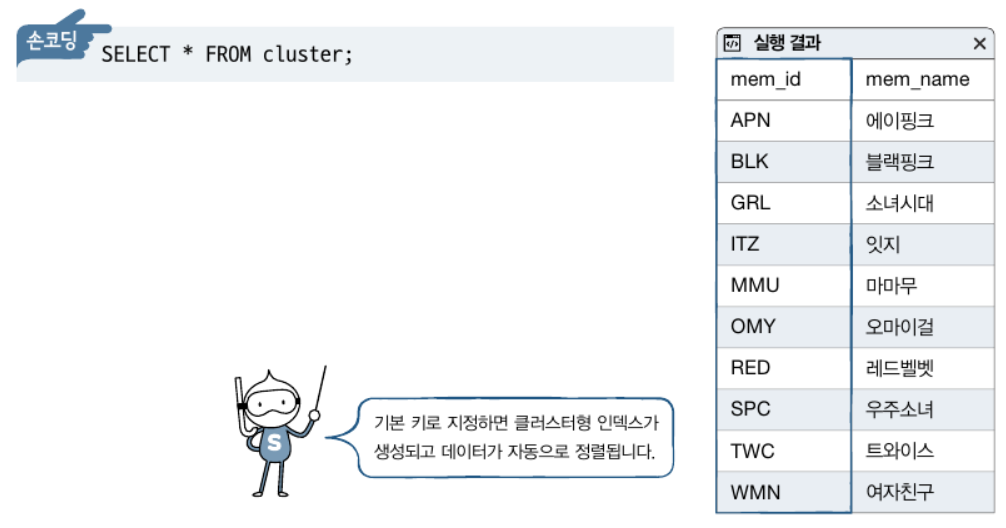 손코딩
SELECT * FROM cluster;
실행 결과
mem_id mem_name
APN 에이핑크
BLK 블랙핑크
GRL 소녀시대
ITZ 잇지
MMU 마마무
OMY 오마이걸
RED 레드벨벳
SPC 우주소녀
TWC 트와이스
WMN 여자친구
S
기본 키로 지정하면 클러스터형 인덱스가
생성되고 데이터가 자동으로 정렬됩니다.